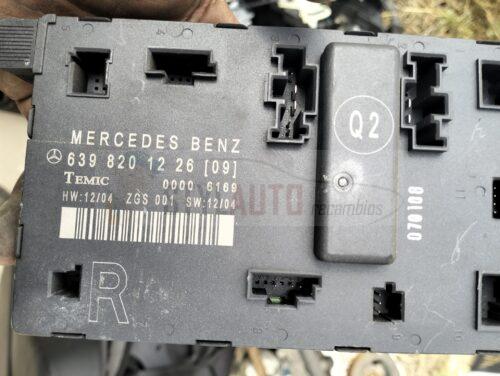 MERCEDES BENZ
639 820 12 26 [09]
TEMIC 0000 6169
HW:12/04 ZGS 001 SW:12/04
R
Q2
070108
AUTO
recambios